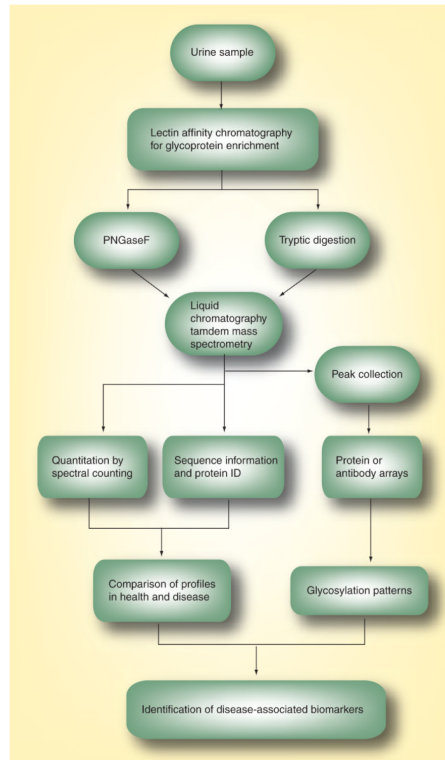 Urine sample
Lectin affinity chromatography
for glycoprotein enrichment
PNGaseF
Tryptic digestion
Liquid
chromatography
tamdem mass
spectrometry
Peak collection
Quantitation by
spectral counting
Sequence information
and protein ID
Protein or
antibody arrays
Comparison of profiles
in health and disease
Glycosylation patterns
Identification of disease-associated biomarkers